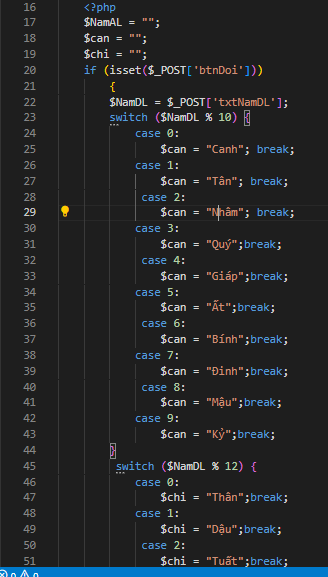 16 <?php
17 $NamAL = "";
18 $can = "";
19 $chi = "";
20 if (isset($_POST['btnDoi']))
21 {
22 $NamDL = $_POST['txtNamDL'];
23 switch ($NamDL % 10) {
24 case 0:
25 $can = "Canh"; break;
26 case 1:
27 $can = "Tân"; break;
28 case 2:
29 $can = "Nhâm"; break;
30 case 3:
31 $can = "Quý";break;
32 case 4:
33 $can = "Giáp";break;
34 case 5:
35 $can = "Ất";break;
36 case 6:
37 $can = "Bính";break;
38 case 7:
39 $can = "Đinh";break;
40 case 8:
41 $can = "Mậu";break;
42 case 9:
43 $can = "Kỷ";break;
44 }
45 switch ($NamDL % 12) {
46 case 0:
47 $chi = "Thân";break;
48 case 1:
49 $chi = "Dậu";break;
50 case 2:
51 $chi = "Tuất";break;
0 0